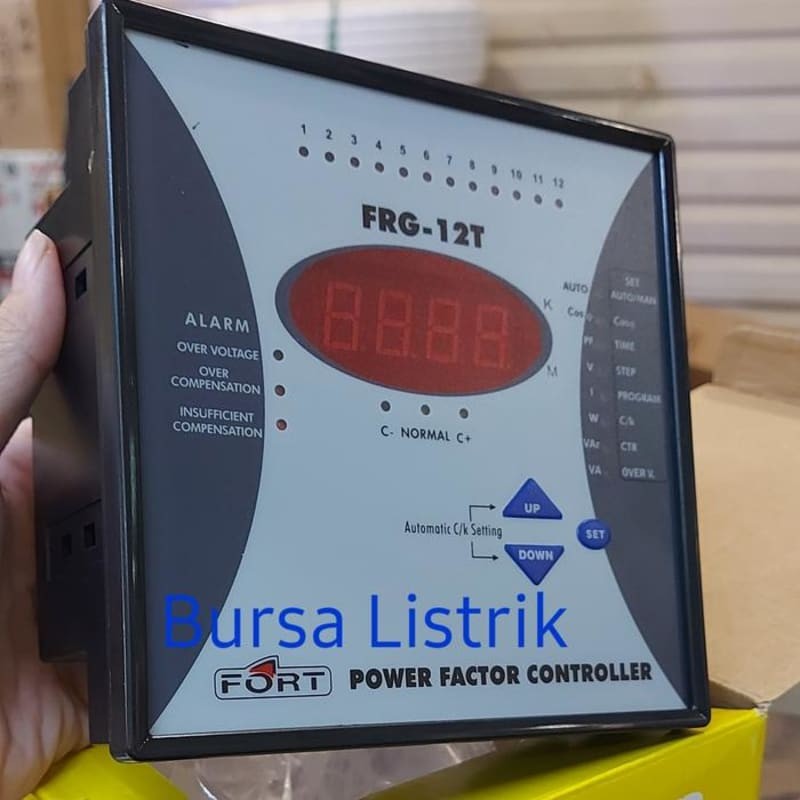 1 2 3 4 5 6 7 8 9 10 11 12
FRG-12T
K
M
ALARM
OVER VOLTAGE
OVER
COMPENSATION
INSUFFICIENT
COMPENSATION
C- NORMAL C+
AUTO
Cos φ
PF
V
I
W
VAr
VA
SET
AUTO/MAN
Cosφ
TIME
STEP
PROGRAM
C/k
CTR
OVER V.
UP
Automatic C/k Setting
SET
DOWN
Bursa Listrik
FORT POWER FACTOR CONTROLLER